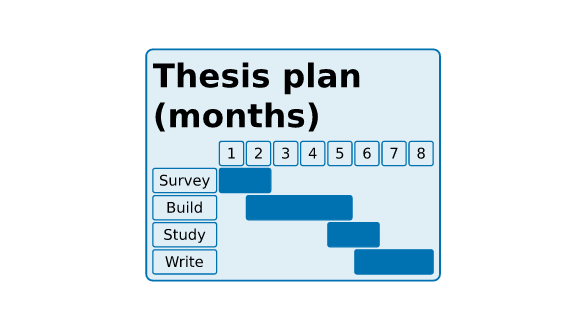 Thesis plan
(months)
1 2 3 4 5 6 7 8
Survey
Build
Study
Write